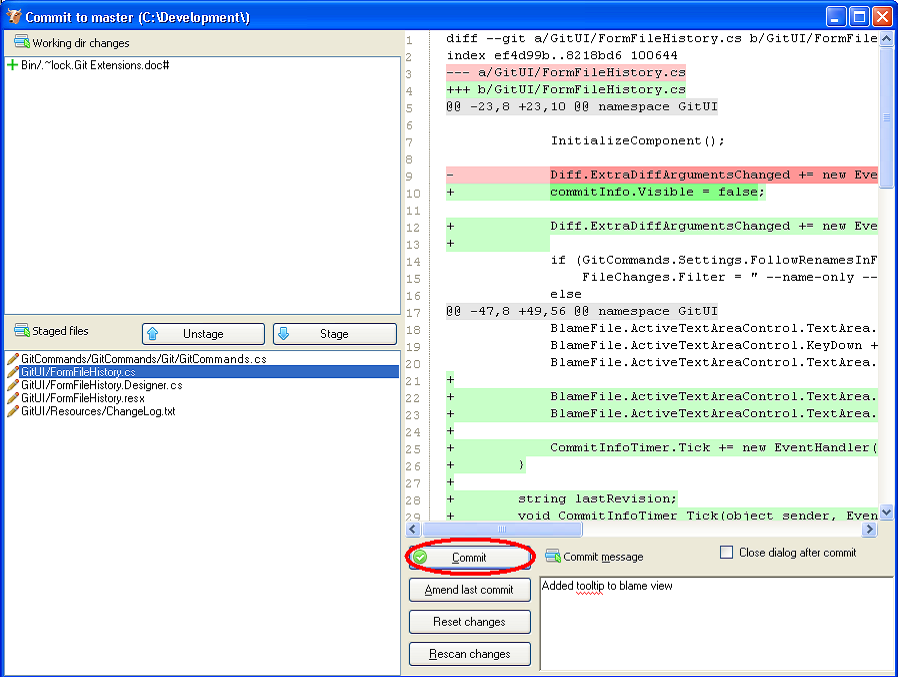 Commit to master (C:\Development\)
Working dir changes
Bin/.~lock.Git Extensions.doc#
Staged files
Unstage
Stage
GitCommands/GitCommands/Git/GitCommands.cs
GitUI/FormFileHistory.cs
GitUI/FormFileHistory.Designer.cs
GitUI/FormFileHistory.resx
GitUI/Resources/ChangeLog.txt
1 diff --git a/GitUI/FormFileHistory.cs b/GitUI/FormFile
2 index ef4d99b..8218bd6 100644
3 --- a/GitUI/FormFileHistory.cs
4 +++ b/GitUI/FormFileHistory.cs
5 @@ -23,8 +23,10 @@ namespace GitUI
6
7 InitializeComponent();
8
9 - Diff.ExtraDiffArgumentsChanged += new Eve
10 + commitInfo.Visible = false;
11
12 + Diff.ExtraDiffArgumentsChanged += new Eve
13 +
14 if (GitCommands.Settings.FollowRenamesInF
15 FileChanges.Filter = " --name-only --
16 else
17 @@ -47,8 +49,56 @@ namespace GitUI
18 BlameFile.ActiveTextAreaControl.TextArea.
19 BlameFile.ActiveTextAreaControl.KeyDown +
20 BlameFile.ActiveTextAreaControl.TextArea.
21 +
22 + BlameFile.ActiveTextAreaControl.TextArea.
23 + BlameFile.ActiveTextAreaControl.TextArea.
24 +
25 + CommitInfoTimer.Tick += new EventHandler(
26 + }
27 +
28 + string lastRevision;
29 + void CommitInfoTimer_Tick(object sender, Even
Commit
Commit message
Close dialog after commit
Amend last commit
Added tooltip to blame view
Reset changes
Rescan changes